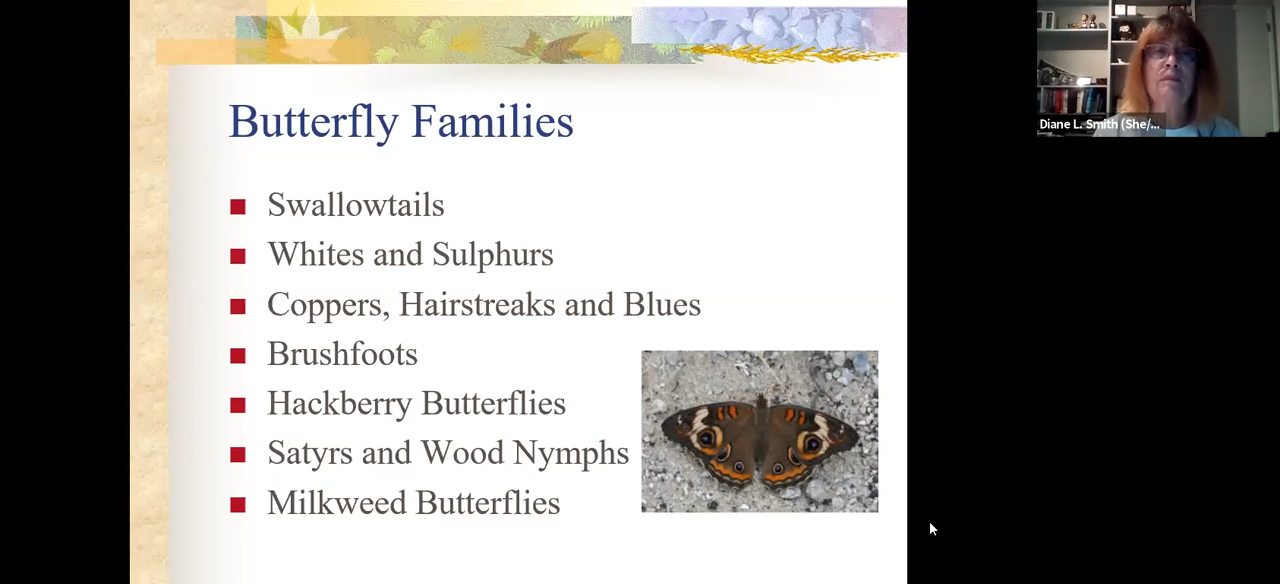 Butterfly Families
Swallowtails
Whites and Sulphurs
Coppers, Hairstreaks and Blues
Brushfoots
Hackberry Butterflies
Satyrs and Wood Nymphs
Milkweed Butterflies
Diane L. Smith (She/...